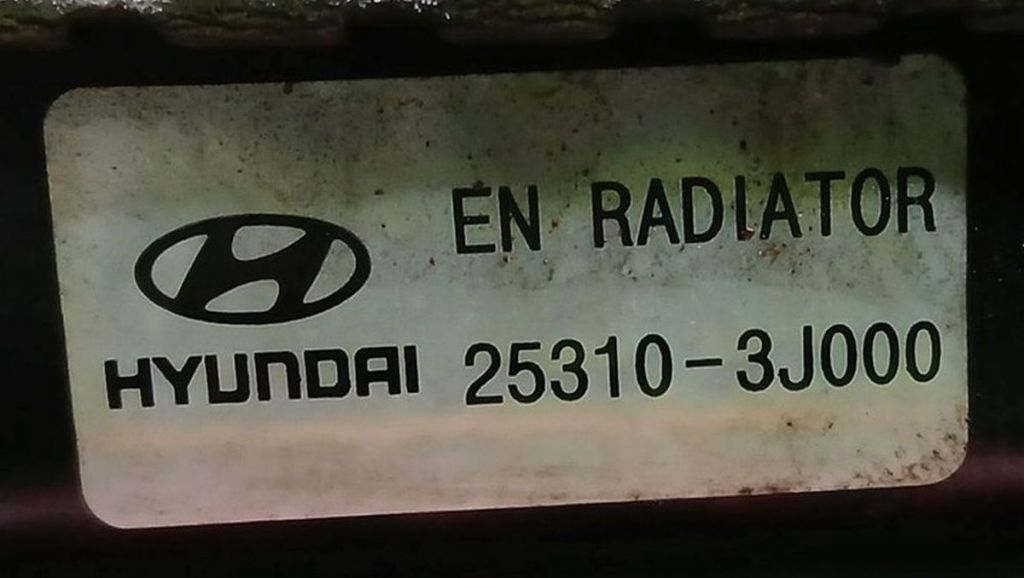 EN RADIATOR
HYUNDAI 25310-3J000